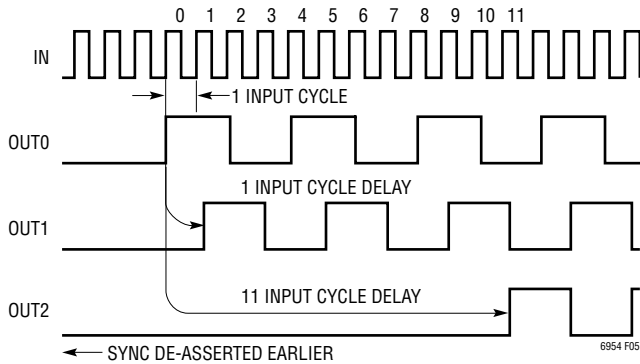 0 1 2 3 4 5 6 7 8 9 10 11
IN
1 INPUT CYCLE
OUT0
1 INPUT CYCLE DELAY
OUT1
11 INPUT CYCLE DELAY
OUT2
6954 F05
SYNC DE-ASSERTED EARLIER